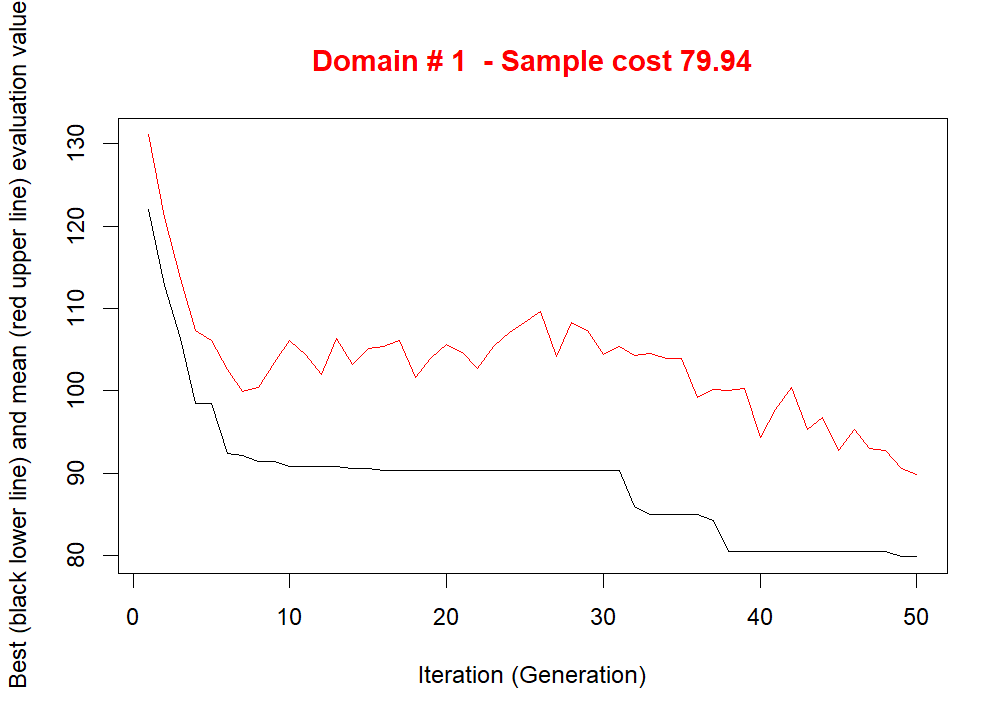 Domain # 1  - Sample cost 79.94
Best (black lower line) and mean (red upper line) evaluation value
130
120
110
100
90
80
0 10 20 30 40 50
Iteration (Generation)